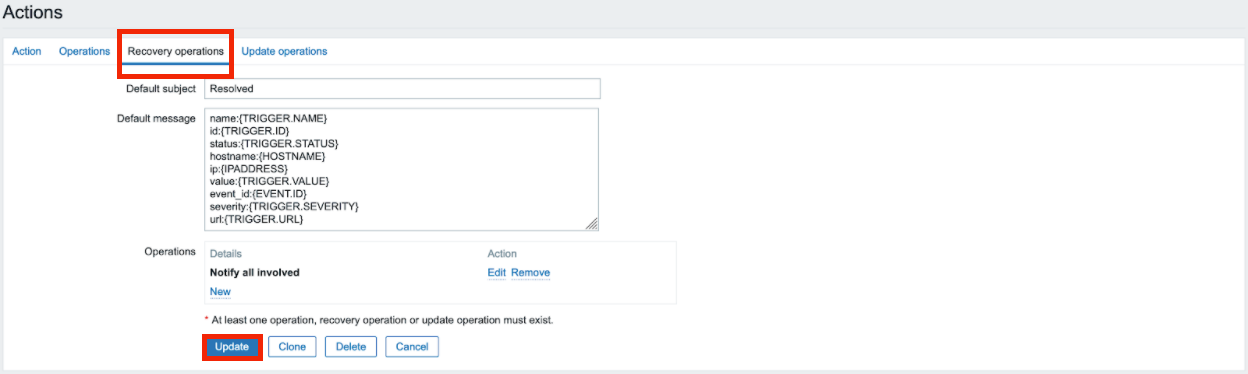 Actions
Action Operations Recovery operations Update operations
Default subject Resolved
Default message name:{TRIGGER.NAME}
id:{TRIGGER.ID}
status:{TRIGGER.STATUS}
hostname:{HOSTNAME}
ip:{IPADDRESS}
value:{TRIGGER.VALUE}
event_id:{EVENT.ID}
severity:{TRIGGER.SEVERITY}
url:{TRIGGER.URL}
Operations Details Action
Notify all involved Edit Remove
New
* At least one operation, recovery operation or update operation must exist.
Update Clone Delete Cancel